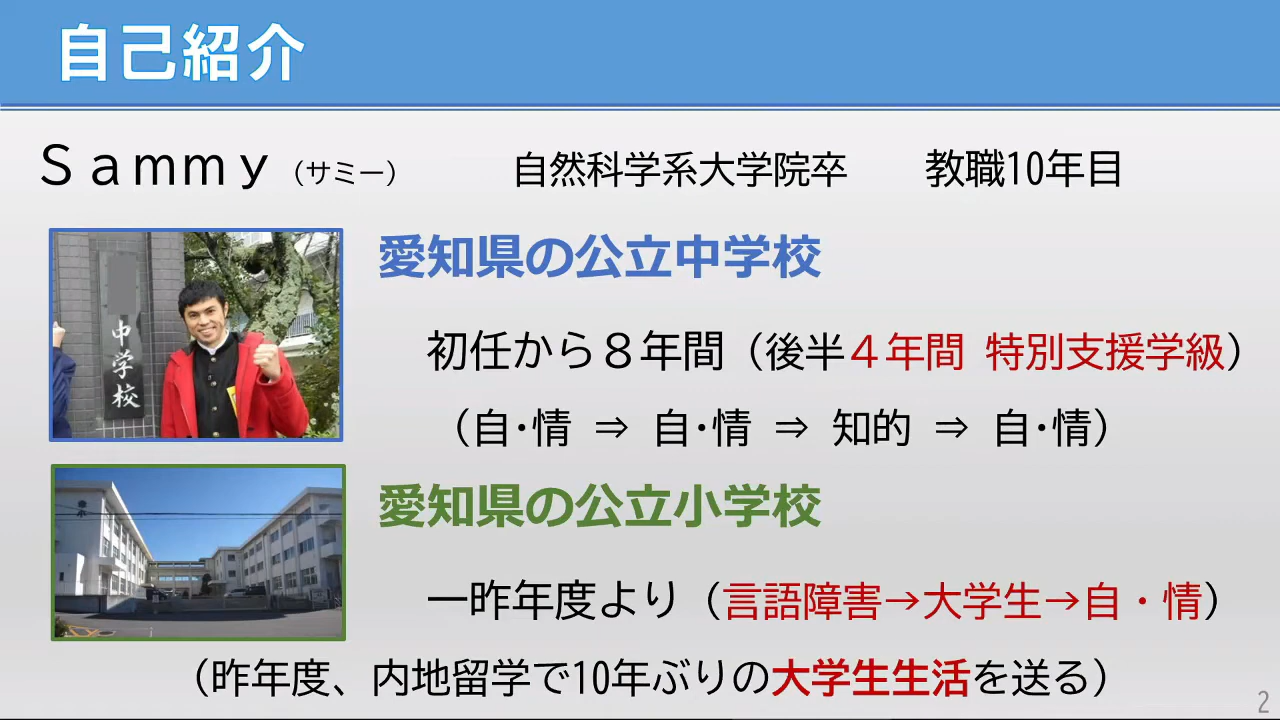 自己紹介
Ｓａｍｍｙ（サミー）　自然科学系大学院卒　教職10年目
愛知県の公立中学校
中学校
初任から８年間（後半４年間 特別支援学級）
（自･情 ⇒ 自･情 ⇒ 知的 ⇒ 自･情）
愛知県の公立小学校
一昨年度より（言語障害→大学生→自・情）
（昨年度、内地留学で10年ぶりの大学生生活を送る）
2